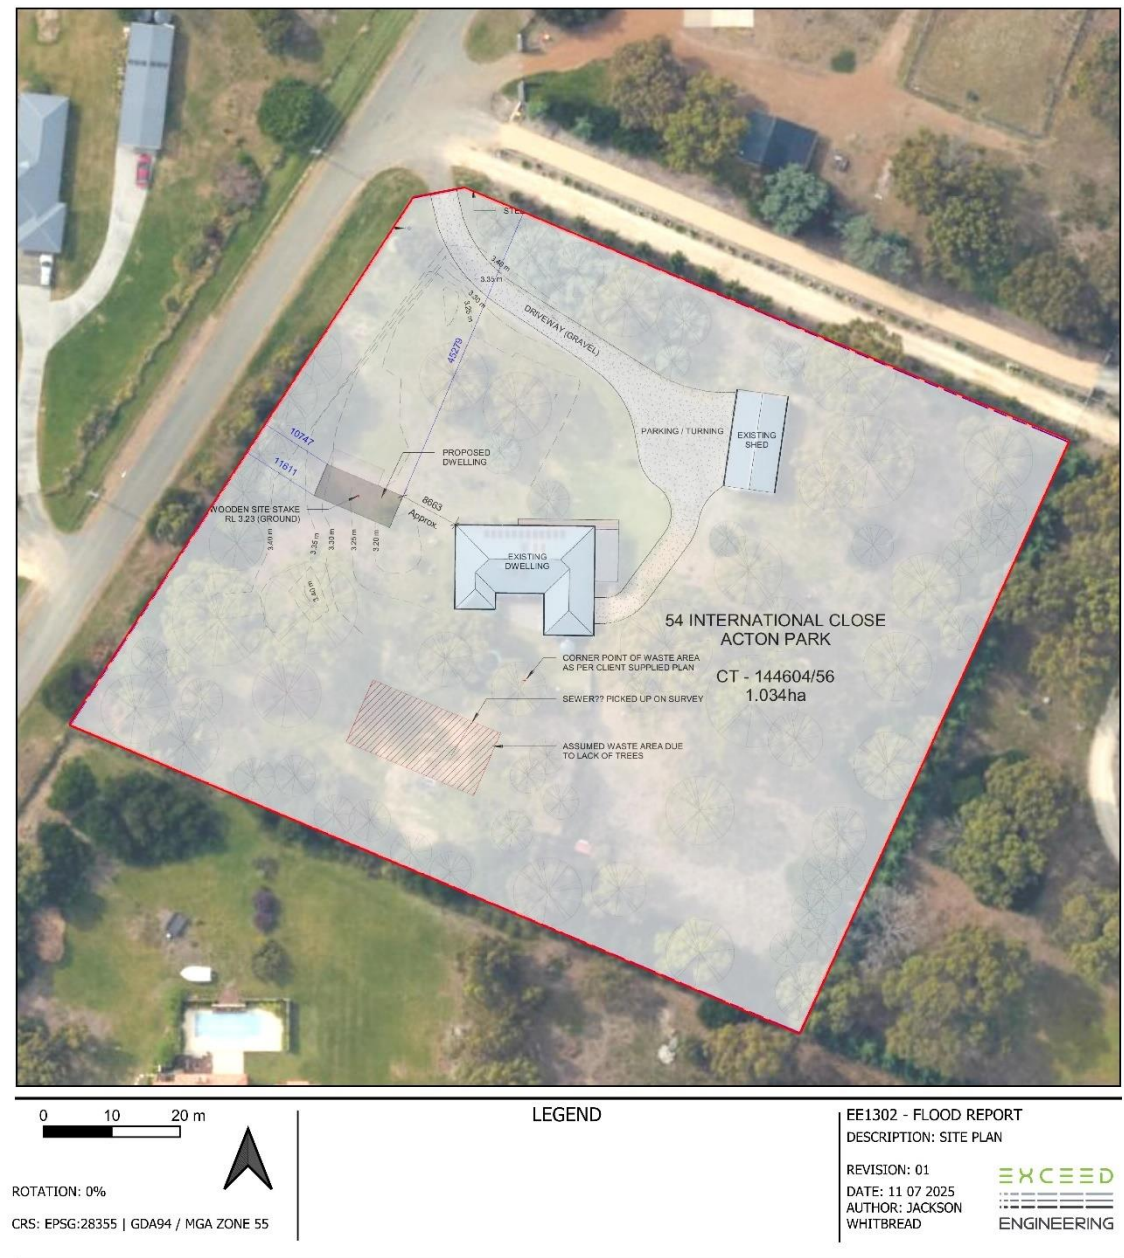 STEE
3.40 m
3.35 m
3.30 m
3.25 m
DRIVEWAY (GRAVEL)
45279
10747
11611
PROPOSED
DWELLING
PARKING / TURNING
EXISTING
SHED
WOODEN SITE STAKE
RL 3.23 (GROUND)
8663
Approx.
3.40 m
3.35 m
3.30 m
3.25 m
3.20 m
3.40 m
EXISTING
DWELLING
54 INTERNATIONAL CLOSE
ACTON PARK
CT - 144604/56
1.034ha
CORNER POINT OF WASTE AREA
AS PER CLIENT SUPPLIED PLAN
SEWER?? PICKED UP ON SURVEY
ASSUMED WASTE AREA DUE
TO LACK OF TREES
0 10 20 m
ROTATION: 0%
CRS: EPSG:28355 | GDA94 / MGA ZONE 55
LEGEND
EE1302 - FLOOD REPORT
DESCRIPTION: SITE PLAN
REVISION: 01
DATE: 11 07 2025
AUTHOR: JACKSON
WHITBREAD
EXCEED
ENGINEERING